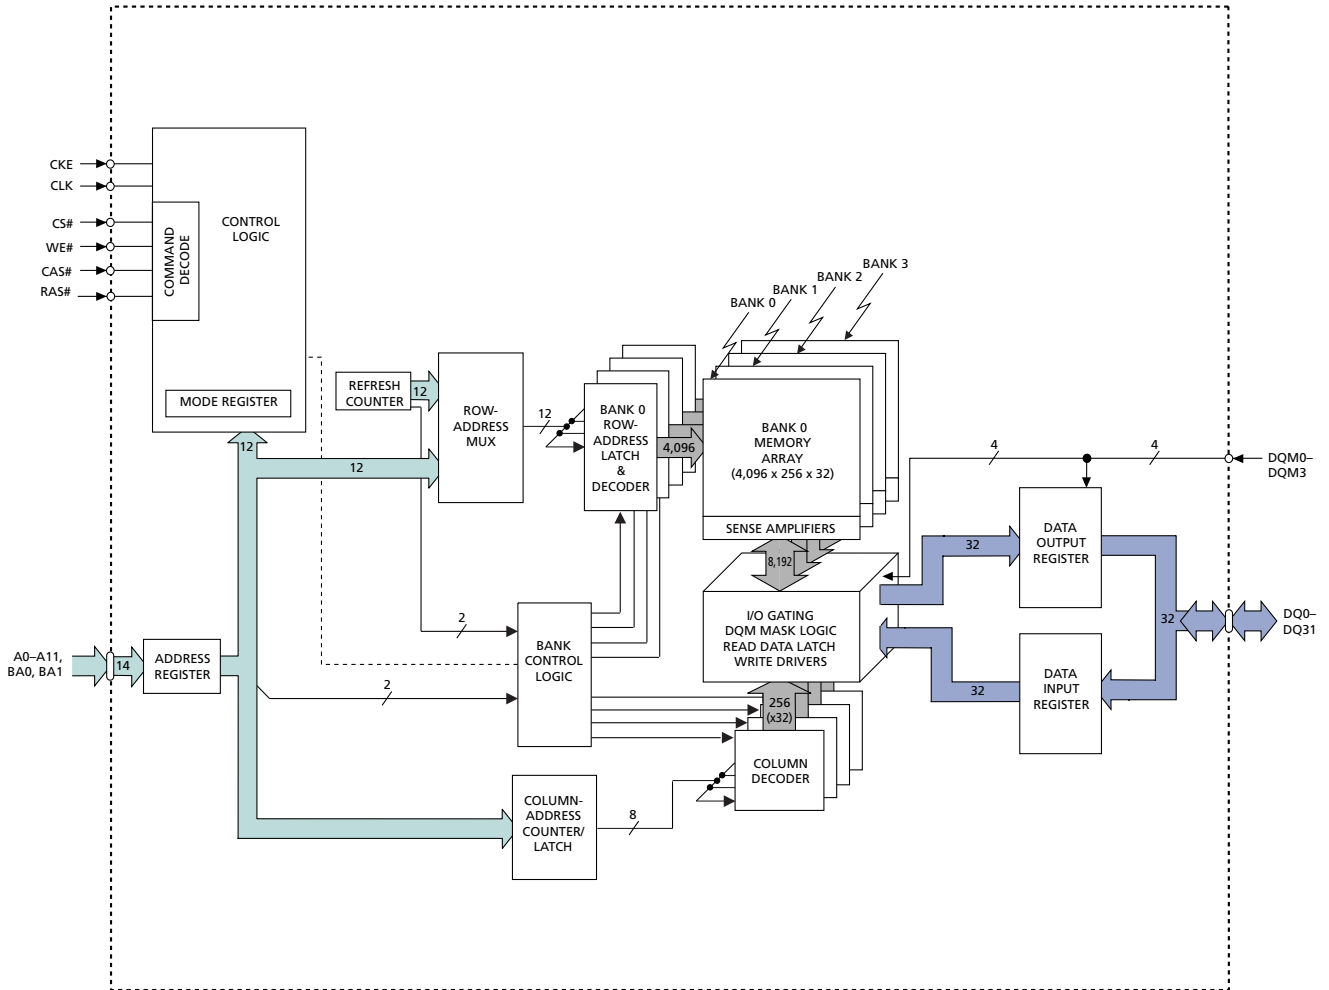 CKE
CLK
CS#
WE#
CAS#
RAS#
COMMAND
DECODE
CONTROL
LOGIC
MODE REGISTER
12
12
REFRESH
COUNTER
12
ROW-
ADDRESS
MUX
12
BANK 0
ROW-
ADDRESS
LATCH
&
DECODER
4,096
BANK 0
BANK 1
BANK 2
BANK 3
BANK 0
MEMORY
ARRAY
(4,096 x 256 x 32)
SENSE AMPLIFIERS
8,192
I/O GATING
DQM MASK LOGIC
READ DATA LATCH
WRITE DRIVERS
256
(x32)
COLUMN
DECODER
4
4
DQM0–
DQM3
DATA
OUTPUT
REGISTER
32
32
DQ0–
DQ31
DATA
INPUT
REGISTER
32
A0–A11,
BA0, BA1
14
ADDRESS
REGISTER
2
2
BANK
CONTROL
LOGIC
COLUMN-
ADDRESS
COUNTER/
LATCH
8